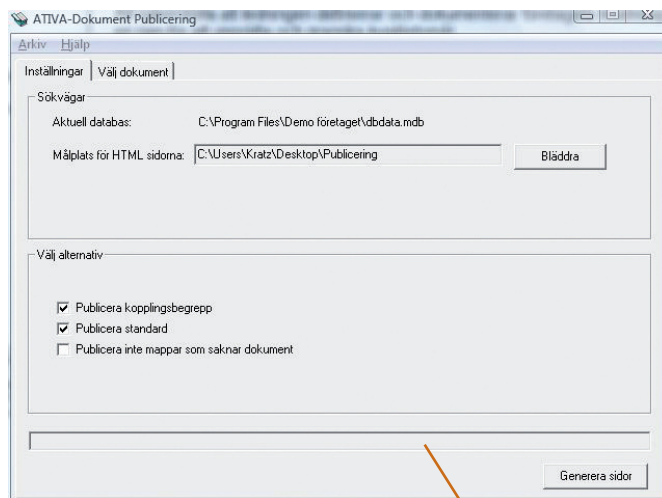 ATIVA-Dokument Publicering
Arkiv Hjälp
Inställningar Välj dokument
Sökvägar
Aktuell databas: C:\Program Files\Demo företaget\dbdata.mdb
Målplats för HTML sidorna: C:\Users\Kratz\Desktop\Publicering Bläddra
Välj alternativ
Publicera kopplingsbegrepp
Publicera standard
Publicera inte mappar som saknar dokument
Generera sidor